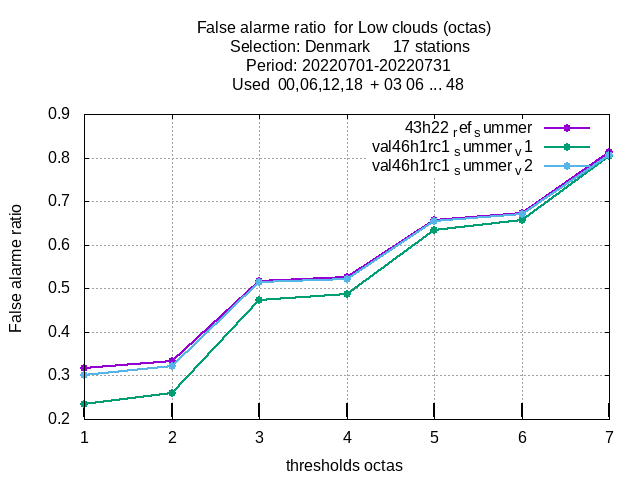 False alarme ratio  for Low clouds (octas)
Selection: Denmark     17 stations
Period: 20220701-20220731
Used  00,06,12,18  + 03 06 ... 48
43h22_ref_summer
val46h1rc1_summer_v1
val46h1rc1_summer_v2
0.9
0.8
0.7
0.6
0.5
0.4
0.3
0.2
False alarme ratio
1 2 3 4 5 6 7
thresholds octas